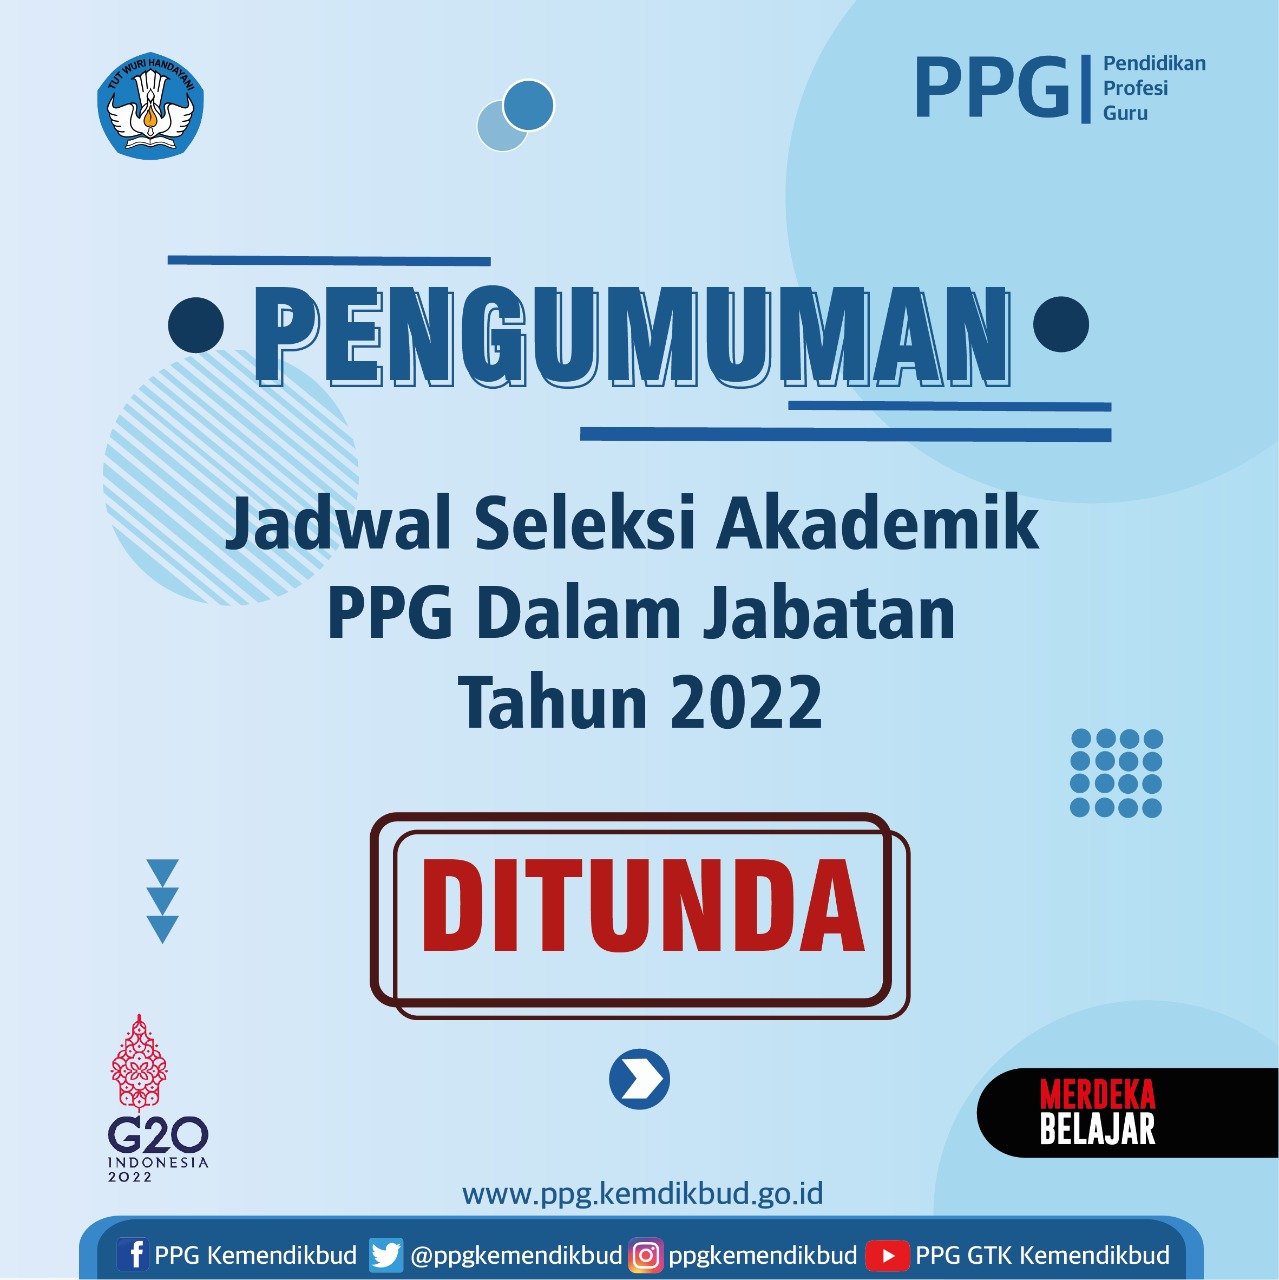 TUT WURI HANDAYANI
PPG
Pendidikan
Profesi
Guru
PENGUMUMAN
Jadwal Seleksi Akademik
PPG Dalam Jabatan
Tahun 2022
DITUNDA
G20
INDONESIA
2022
MERDEKA
BELAJAR
www.ppg.kemdikbud.go.id
PPG Kemendikbud @ppgkemendikbud ppgkemendikbud PPG GTK Kemendikbud